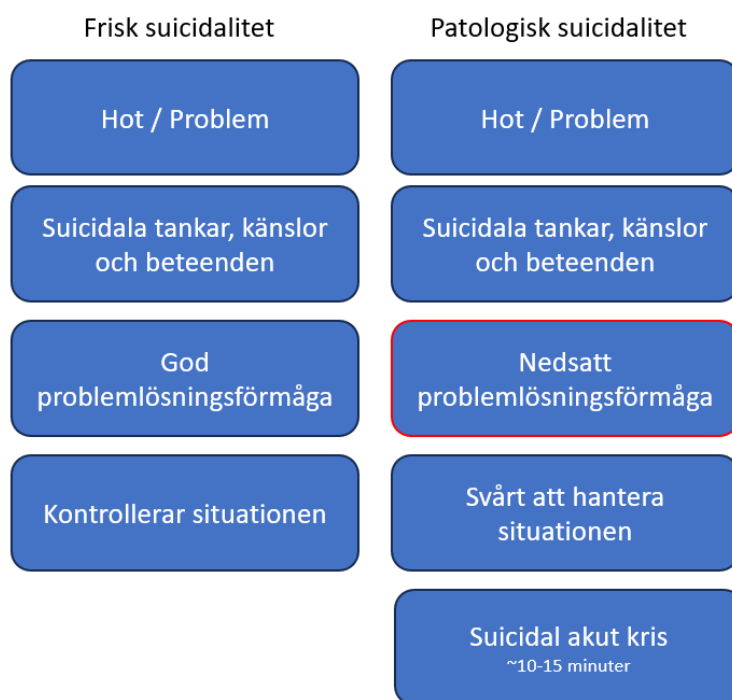 Frisk suicidalitet
Hot / Problem
Suicidala tankar, känslor
och beteenden
God
problemlösningsförmåga
Kontrollerar situationen
Patologisk suicidalitet
Hot / Problem
Suicidala tankar, känslor
och beteenden
Nedsatt
problemlösningsförmåga
Svårt att hantera
situationen
Suicidal akut kris
~10-15 minuter